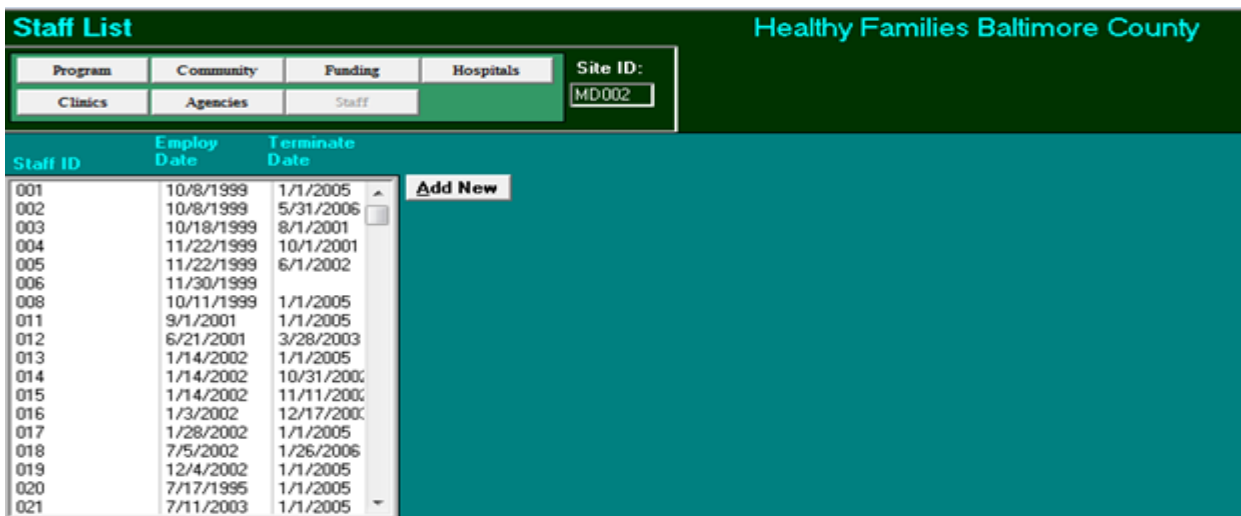 Staff List Healthy Families Baltimore County
Program Community Funding Hospitals Site ID:
Clinics Agencies Staff MD002
Employ Terminate
Staff ID Date Date
001 10/8/1999 1/1/2005 Add New
002 10/8/1999 5/31/2006
003 10/18/1999 8/1/2001
004 11/22/1999 10/1/2001
005 11/22/1999 6/1/2002
006 11/30/1999
008 10/11/1999 1/1/2005
011 9/1/2001 1/1/2005
012 6/21/2001 3/28/2003
013 1/14/2002 1/1/2005
014 1/14/2002 10/31/2002
015 1/14/2002 11/11/2002
016 1/3/2002
017 1/28/2002 1/1/2005
018 7/5/2002 1/26/2006
019 12/4/2002 1/1/2005
020 7/17/1995 1/1/2005
021 7/11/2003 1/1/2005